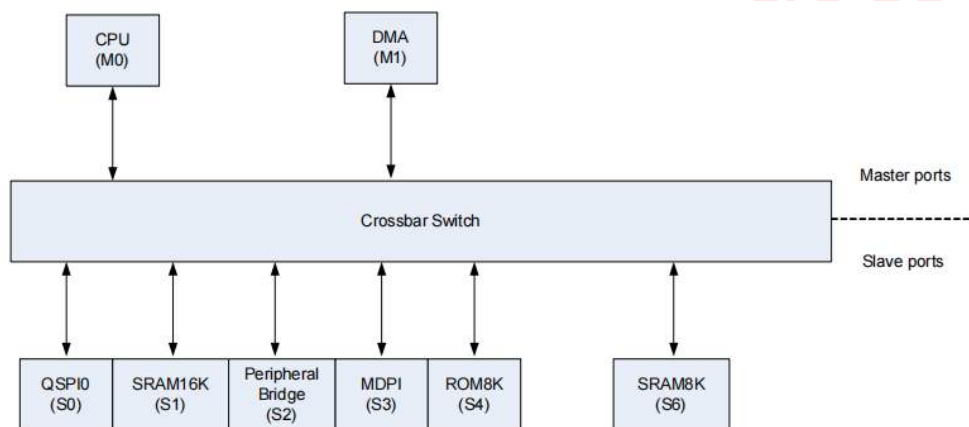 CPU
(M0)
DMA
(M1)
Master ports
Crossbar Switch
Slave ports
QSPI0
(S0)
SRAM16K
(S1)
Peripheral
Bridge
(S2)
MDPI
(S3)
ROM8K
(S4)
SRAM8K
(S6)